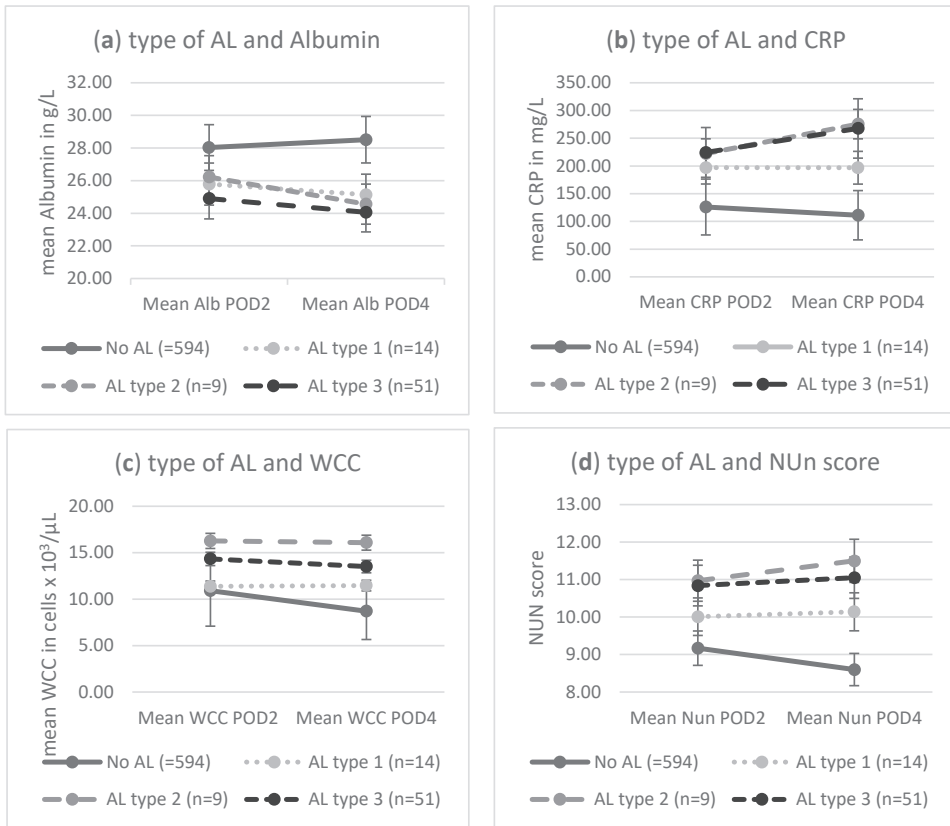 (a) type of AL and Albumin
mean Albumin in g/L
32.00
30.00
28.00
26.00
24.00
22.00
20.00
Mean Alb POD2 Mean Alb POD4
No AL (=594) AL type 1 (n=14)
AL type 2 (n=9) AL type 3 (n=51)
(b) type of AL and CRP
mean CRP in mg/L
350.00
300.00
250.00
200.00
150.00
100.00
50.00
0.00
Mean CRP POD2 Mean CRP POD4
No AL (=594) AL type 1 (n=14)
AL type 2 (n=9) AL type 3 (n=51)
(c) type of AL and WCC
mean WCC in cells x 10³/µL
20.00
15.00
10.00
5.00
0.00
Mean WCC POD2 Mean WCC POD4
No AL (=594) AL type 1 (n=14)
AL type 2 (n=9) AL type 3 (n=51)
(d) type of AL and NUn score
NUN score
13.00
12.00
11.00
10.00
9.00
8.00
Mean Nun POD2 Mean Nun POD4
No AL (=594) AL type 1 (n=14)
AL type 2 (n=9) AL type 3 (n=51)